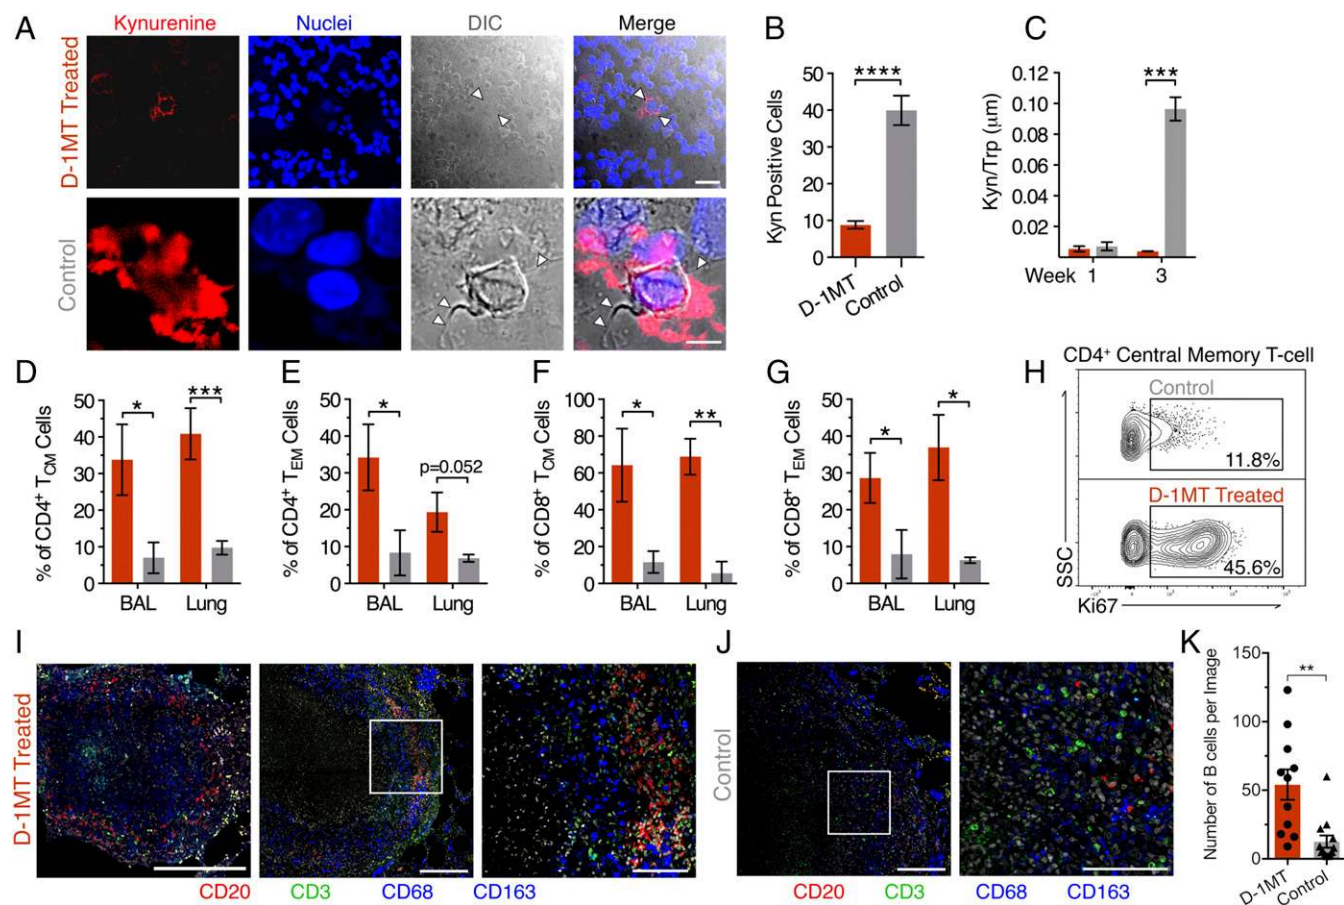 A
Kynurenine
Nuclei
DIC
Merge
D-1MT Treated
Control
B
Kyn Positive Cells
50
40
30
20
10
0
****
D-1MT
Control
C
Kyn/Trp (μm)
0.12
0.10
0.08
0.06
0.04
0.02
***
Week 1 3
D
% of CD4+ TCM Cells
50
40
30
20
10
0
*
***
BAL Lung
E
% of CD4+ TEM Cells
50
40
30
20
10
0
*
p=0.052
BAL Lung
F
% of CD8+ TCM Cells
100
80
60
40
20
0
*
**
BAL Lung
G
% of CD8+ TEM Cells
50
40
30
20
10
0
*
*
BAL Lung
H
CD4+ Central Memory T-cell
Control
11.8%
D-1MT Treated
45.6%
SSC
Ki67
I
D-1MT Treated
CD20 CD3 CD68 CD163
J
Control
CD20 CD3 CD68 CD163
K
Number of B cells per Image
150
100
50
0
**
D-1MT
Control